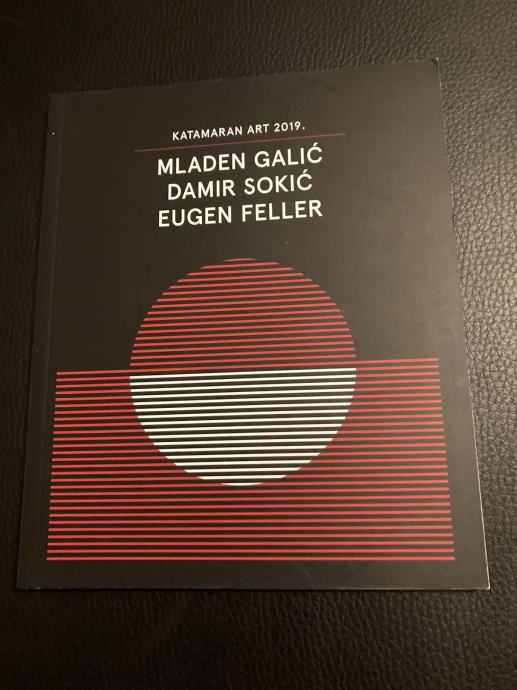 KATAMARAN ART 2019.
MLADEN GALIĆ
DAMIR SOKIĆ
EUGEN FELLER